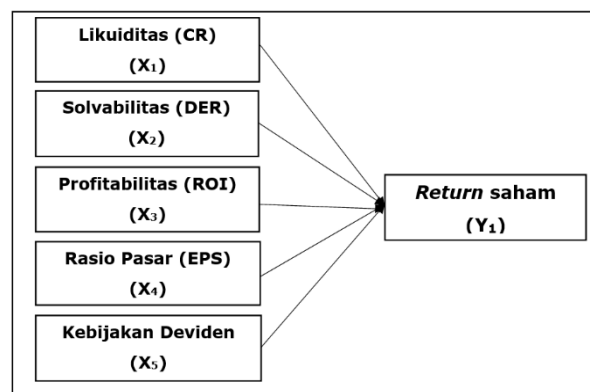 Likuiditas (CR)
(X₁)
Solvabilitas (DER)
(X₂)
Profitabilitas (ROI)
(X₃)
Rasio Pasar (EPS)
(X₄)
Kebijakan Deviden
(X₅)
Return saham
(Y₁)